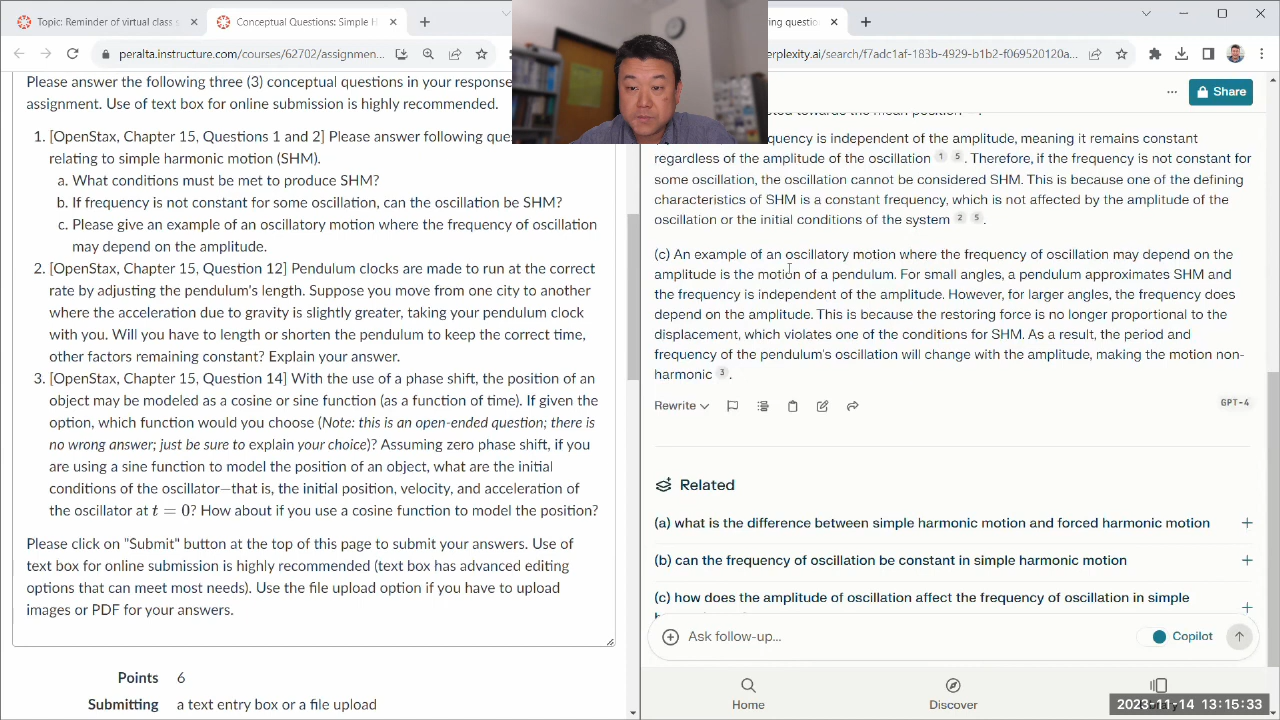 Topic: Reminder of virtual class s
Conceptual Questions: Simple H
ing question
peralta.instructure.com/courses/62702/assignmen
perplexity.ai/search/f7adc1af-183b-4929-b1b2-f069520120a...
Please answer the following three (3) conceptual questions in your response
assignment. Use of text box for online submission is highly recommended.
1. [OpenStax, Chapter 15, Questions 1 and 2] Please answer following que
relating to simple harmonic motion (SHM).
a. What conditions must be met to produce SHM?
b. If frequency is not constant for some oscillation, can the oscillation be SHM?
c. Please give an example of an oscillatory motion where the frequency of oscillation
may depend on the amplitude.
2. [OpenStax, Chapter 15, Question 12] Pendulum clocks are made to run at the correct
rate by adjusting the pendulum's length. Suppose you move from one city to another
where the acceleration due to gravity is slightly greater, taking your pendulum clock
with you. Will you have to length or shorten the pendulum to keep the correct time,
other factors remaining constant? Explain your answer.
3. [OpenStax, Chapter 15, Question 14] With the use of a phase shift, the position of an
object may be modeled as a cosine or sine function (as a function of time). If given the
option, which function would you choose (Note: this is an open-ended question; there is
no wrong answer; just be sure to explain your choice)? Assuming zero phase shift, if you
are using a sine function to model the position of an object, what are the initial
conditions of the oscillator—that is, the initial position, velocity, and acceleration of
the oscillator at t = 0? How about if you use a cosine function to model the position?
Please click on "Submit" button at the top of this page to submit your answers. Use of
text box for online submission is highly recommended (text box has advanced editing
options that can meet most needs). Use the file upload option if you have to upload
images or PDF for your answers.
Points 6
Submitting a text entry box or a file upload
Share
quency is independent of the amplitude, meaning it remains constant
regardless of the amplitude of the oscillation 1 5 . Therefore, if the frequency is not constant for
some oscillation, the oscillation cannot be considered SHM. This is because one of the defining
characteristics of SHM is a constant frequency, which is not affected by the amplitude of the
oscillation or the initial conditions of the system 2 5 .
(c) An example of an oscillatory motion where the frequency of oscillation may depend on the
amplitude is the motion of a pendulum. For small angles, a pendulum approximates SHM and
the frequency is independent of the amplitude. However, for larger angles, the frequency does
depend on the amplitude. This is because the restoring force is no longer proportional to the
displacement, which violates one of the conditions for SHM. As a result, the period and
frequency of the pendulum's oscillation will change with the amplitude, making the motion non-
harmonic 3 .
Rewrite
GPT-4
Related
(a) what is the difference between simple harmonic motion and forced harmonic motion
(b) can the frequency of oscillation be constant in simple harmonic motion
(c) how does the amplitude of oscillation affect the frequency of oscillation in simple
Ask follow-up...
Copilot
Home
Discover
2023-11-14 13:15:33